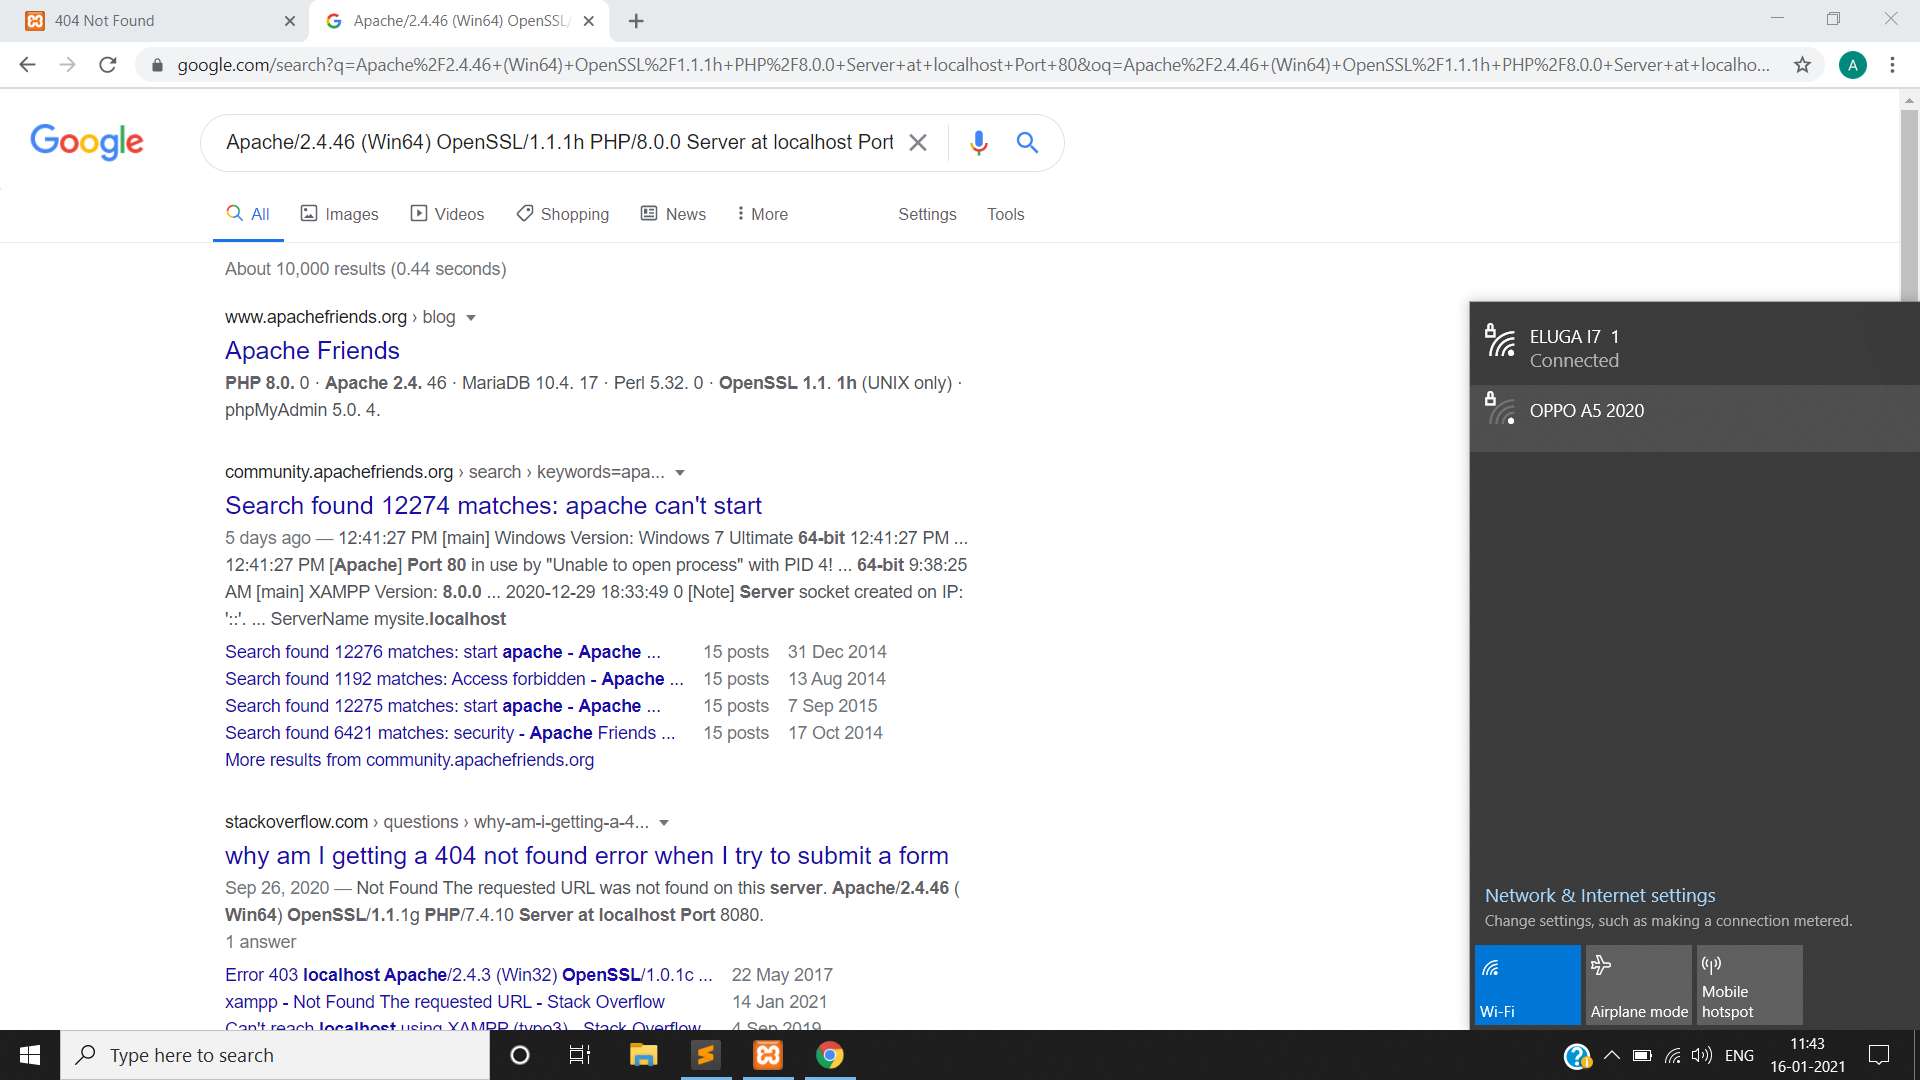 404 Not Found
Apache/2.4.46 (Win64) OpenSSL/
google.com/search?q=Apache%2F2.4.46+(Win64)+OpenSSL%2F1.1.1h+PHP%2F8.0.0+Server+at+localhost+Port+80&oq=Apache%2F2.4.46+(Win64)+OpenSSL%2F1.1.1h+PHP%2F8.0.0+Server+at+localho...
A
Google
Apache/2.4.46 (Win64) OpenSSL/1.1.1h PHP/8.0.0 Server at localhost Port
All
Images
Videos
Shopping
News
More
Settings
Tools
About 10,000 results (0.44 seconds)
www.apachefriends.org › blog
Apache Friends
PHP 8.0. 0 · Apache 2.4. 46 · MariaDB 10.4. 17 · Perl 5.32. 0 · OpenSSL 1.1. 1h (UNIX only) ·
phpMyAdmin 5.0. 4.
community.apachefriends.org › search › keywords=apa...
Search found 12274 matches: apache can't start
5 days ago — 12:41:27 PM [main] Windows Version: Windows 7 Ultimate 64-bit 12:41:27 PM ...
12:41:27 PM [Apache] Port 80 in use by "Unable to open process" with PID 4! ... 64-bit 9:38:25
AM [main] XAMPP Version: 8.0.0 ... 2020-12-29 18:33:49 0 [Note] Server socket created on IP:
'::'. ... ServerName mysite.localhost
Search found 12276 matches: start apache - Apache ... 15 posts 31 Dec 2014
Search found 1192 matches: Access forbidden - Apache ... 15 posts 13 Aug 2014
Search found 12275 matches: start apache - Apache ... 15 posts 7 Sep 2015
Search found 6421 matches: security - Apache Friends ... 15 posts 17 Oct 2014
More results from community.apachefriends.org
stackoverflow.com › questions › why-am-i-getting-a-4...
why am I getting a 404 not found error when I try to submit a form
Sep 26, 2020 — Not Found The requested URL was not found on this server. Apache/2.4.46 (
Win64) OpenSSL/1.1.1g PHP/7.4.10 Server at localhost Port 8080.
1 answer
Error 403 localhost Apache/2.4.3 (Win32) OpenSSL/1.0.1c ... 22 May 2017
xampp - Not Found The requested URL - Stack Overflow 14 Jan 2021
Can't reach localhost using XAMPP (typo3) - Stack Overflow 4 Sep 2019
ELUGA I7 1
Connected
OPPO A5 2020
Network & Internet settings
Change settings, such as making a connection metered.
Wi-Fi
Airplane mode
Mobile
hotspot
Type here to search
ENG
11:43
16-01-2021